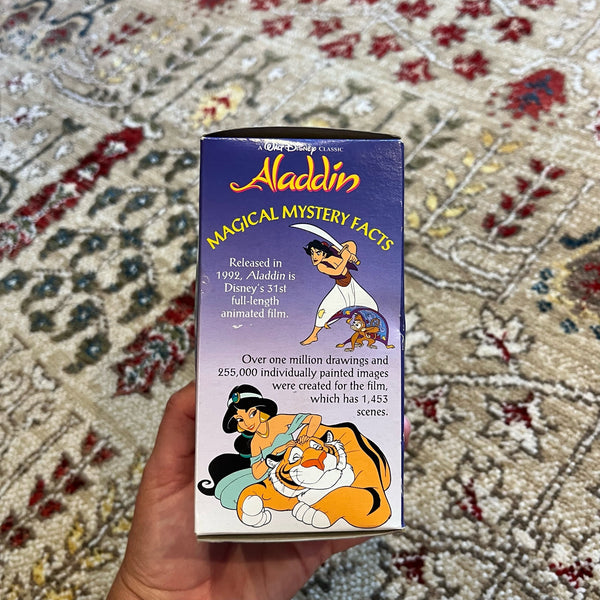 A Walt Disney CLASSIC
Aladdin
MAGICAL MYSTERY FACTS
Released in
1992, Aladdin is
Disney's 31st
full-length
animated film.
Over one million drawings and
255,000 individually painted images
were created for the film,
which has 1,453
scenes.